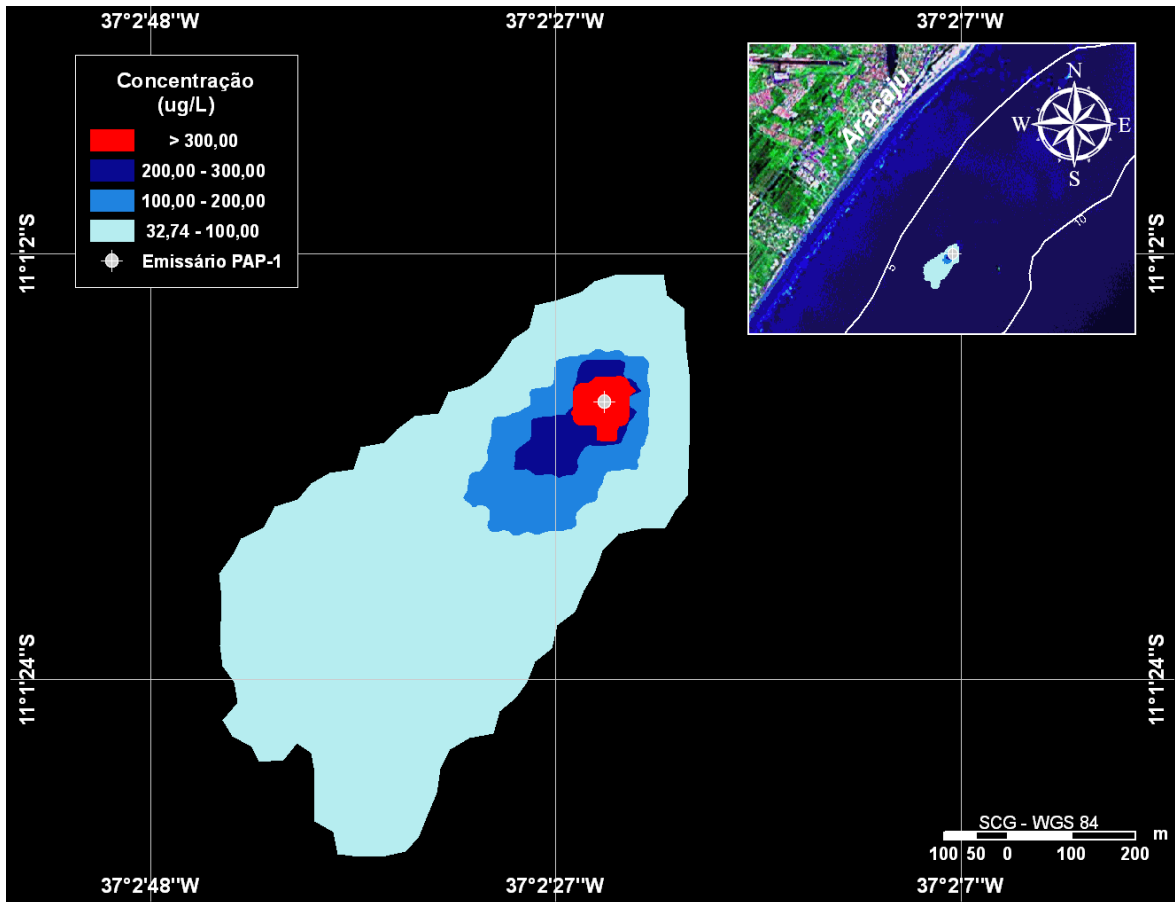 37°2'48"W
37°2'27"W
37°2'7"W
Concentração
(ug/L)
> 300,00
200,00 - 300,00
100,00 - 200,00
32,74 - 100,00
Emissário PAP-1
Aracaju
N
W
E
S
5
10
11°1'2"S
11°1'2"S
11°1'24"S
11°1'24"S
SCG - WGS 84
m
100 50 0 100 200
37°2'48"W
37°2'27"W
37°2'7"W